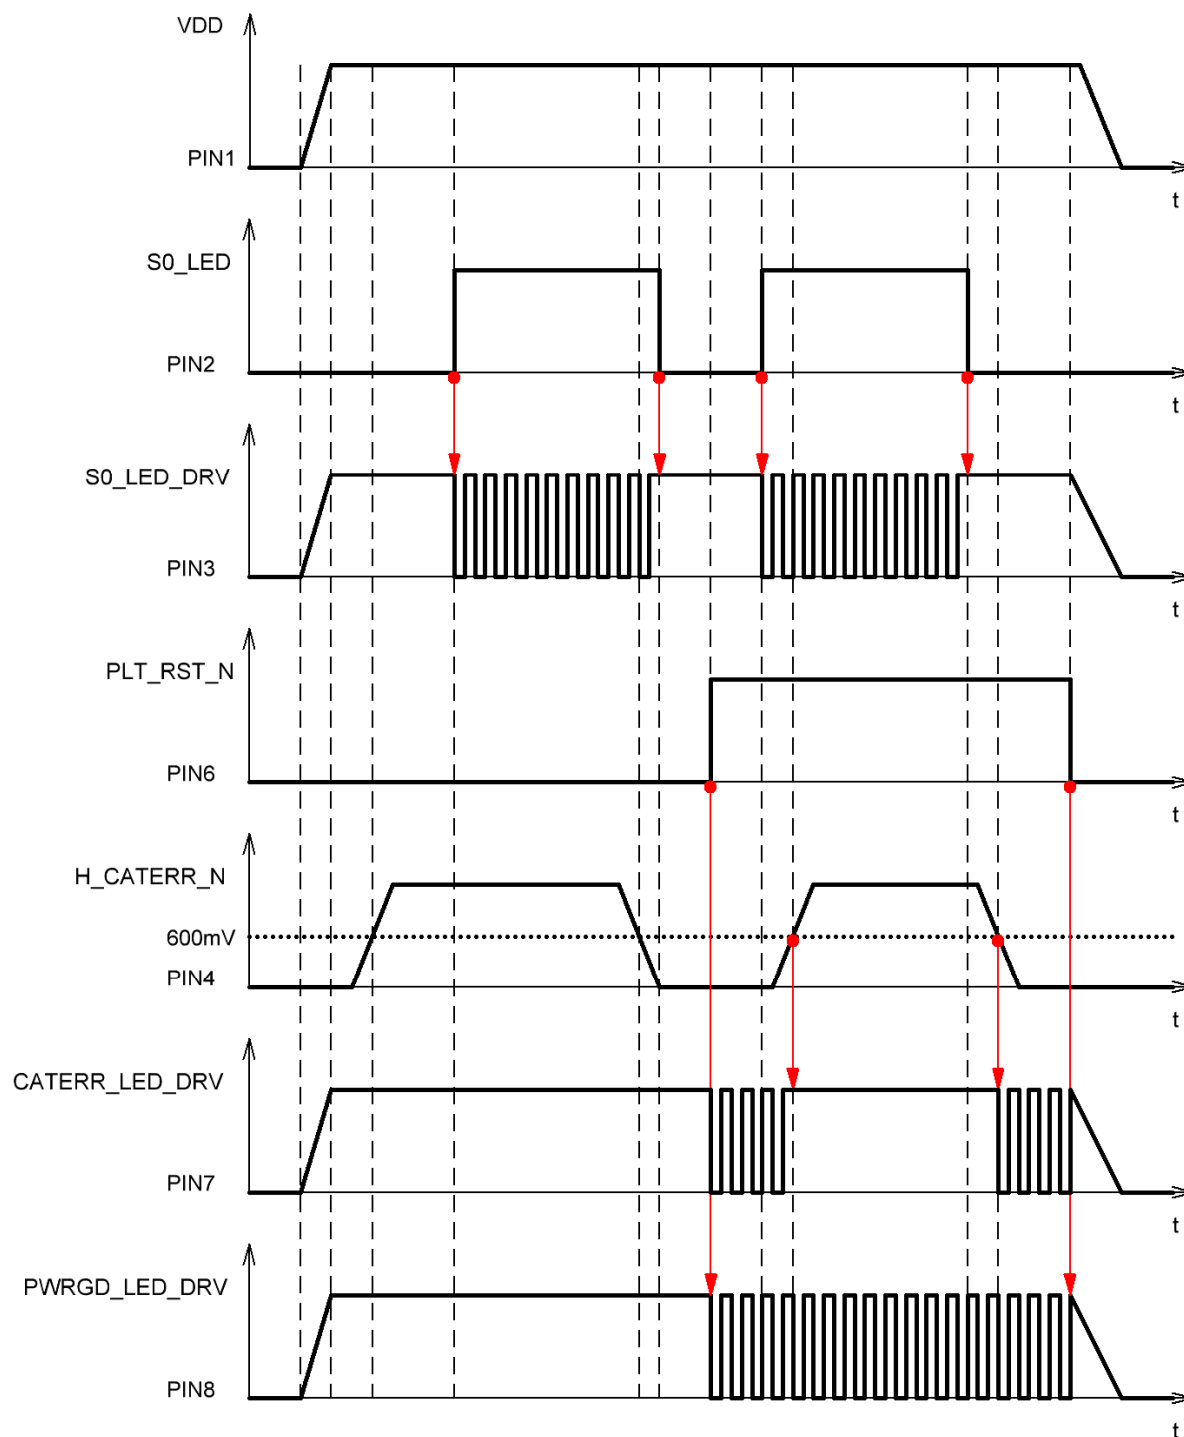 VDD
PIN1
t
S0_LED
PIN2
t
S0_LED_DRV
PIN3
t
PLT_RST_N
PIN6
t
H_CATERR_N
600mV
PIN4
t
CATERR_LED_DRV
PIN7
t
PWRGD_LED_DRV
PIN8
t